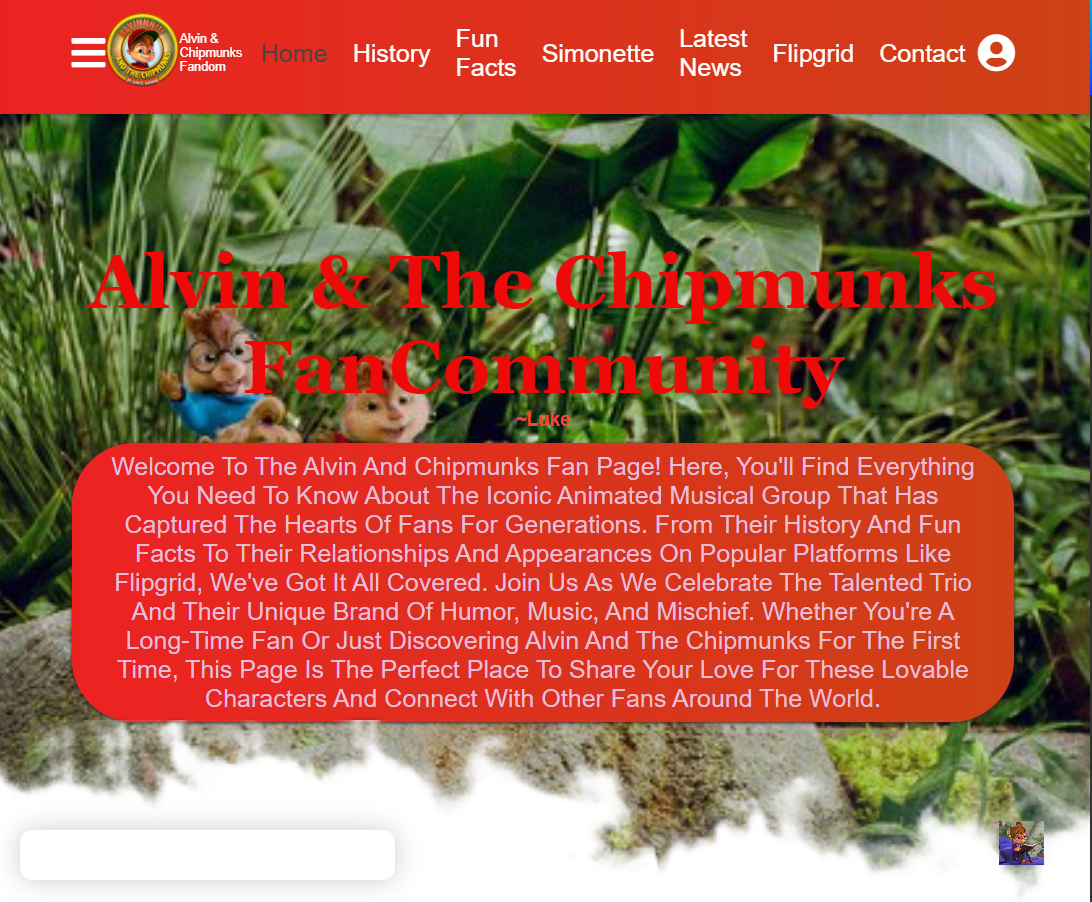 Alvin &
Chipmunks
Fandom
Home
History
Fun
Facts
Simonette
Latest
News
Flipgrid
Contact
Alvin & The Chipmunks
FanCommunity
~Luke
Welcome To The Alvin And Chipmunks Fan Page! Here, You'll Find Everything
You Need To Know About The Iconic Animated Musical Group That Has
Captured The Hearts Of Fans For Generations. From Their History And Fun
Facts To Their Relationships And Appearances On Popular Platforms Like
Flipgrid, We've Got It All Covered. Join Us As We Celebrate The Talented Trio
And Their Unique Brand Of Humor, Music, And Mischief. Whether You're A
Long-Time Fan Or Just Discovering Alvin And The Chipmunks For The First
Time, This Page Is The Perfect Place To Share Your Love For These Lovable
Characters And Connect With Other Fans Around The World.